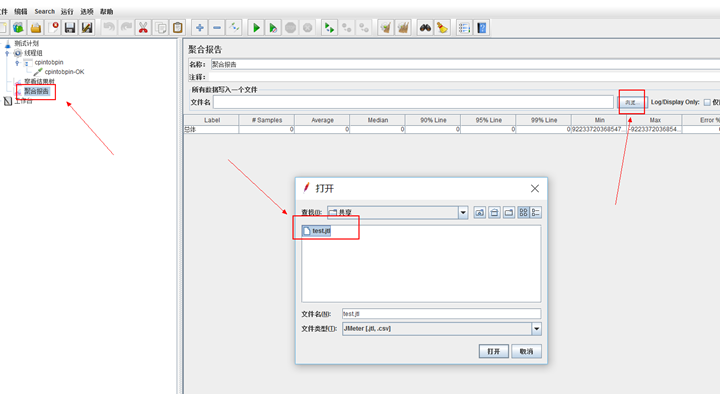 文件 编辑 Search 运行 选项 帮助
测试计划
线程组
cpintobpin
cpintobpin-OK
察看结果树
聚合报告
工作台
聚合报告
名称: 聚合报告
注释:
所有数据写入一个文件
文件名 浏览... Log/Display Only:
Label # Samples Average Median 90% Line 95% Line 99% Line Min Max Error %
总体 0 0 0 0 0 0 92233720368547... -9223372036854...
打开
查找(I): 共享
test.jtl
文件名(N): test.jtl
文件类型(T): JMeter [.jtl, .csv]
打开 取消